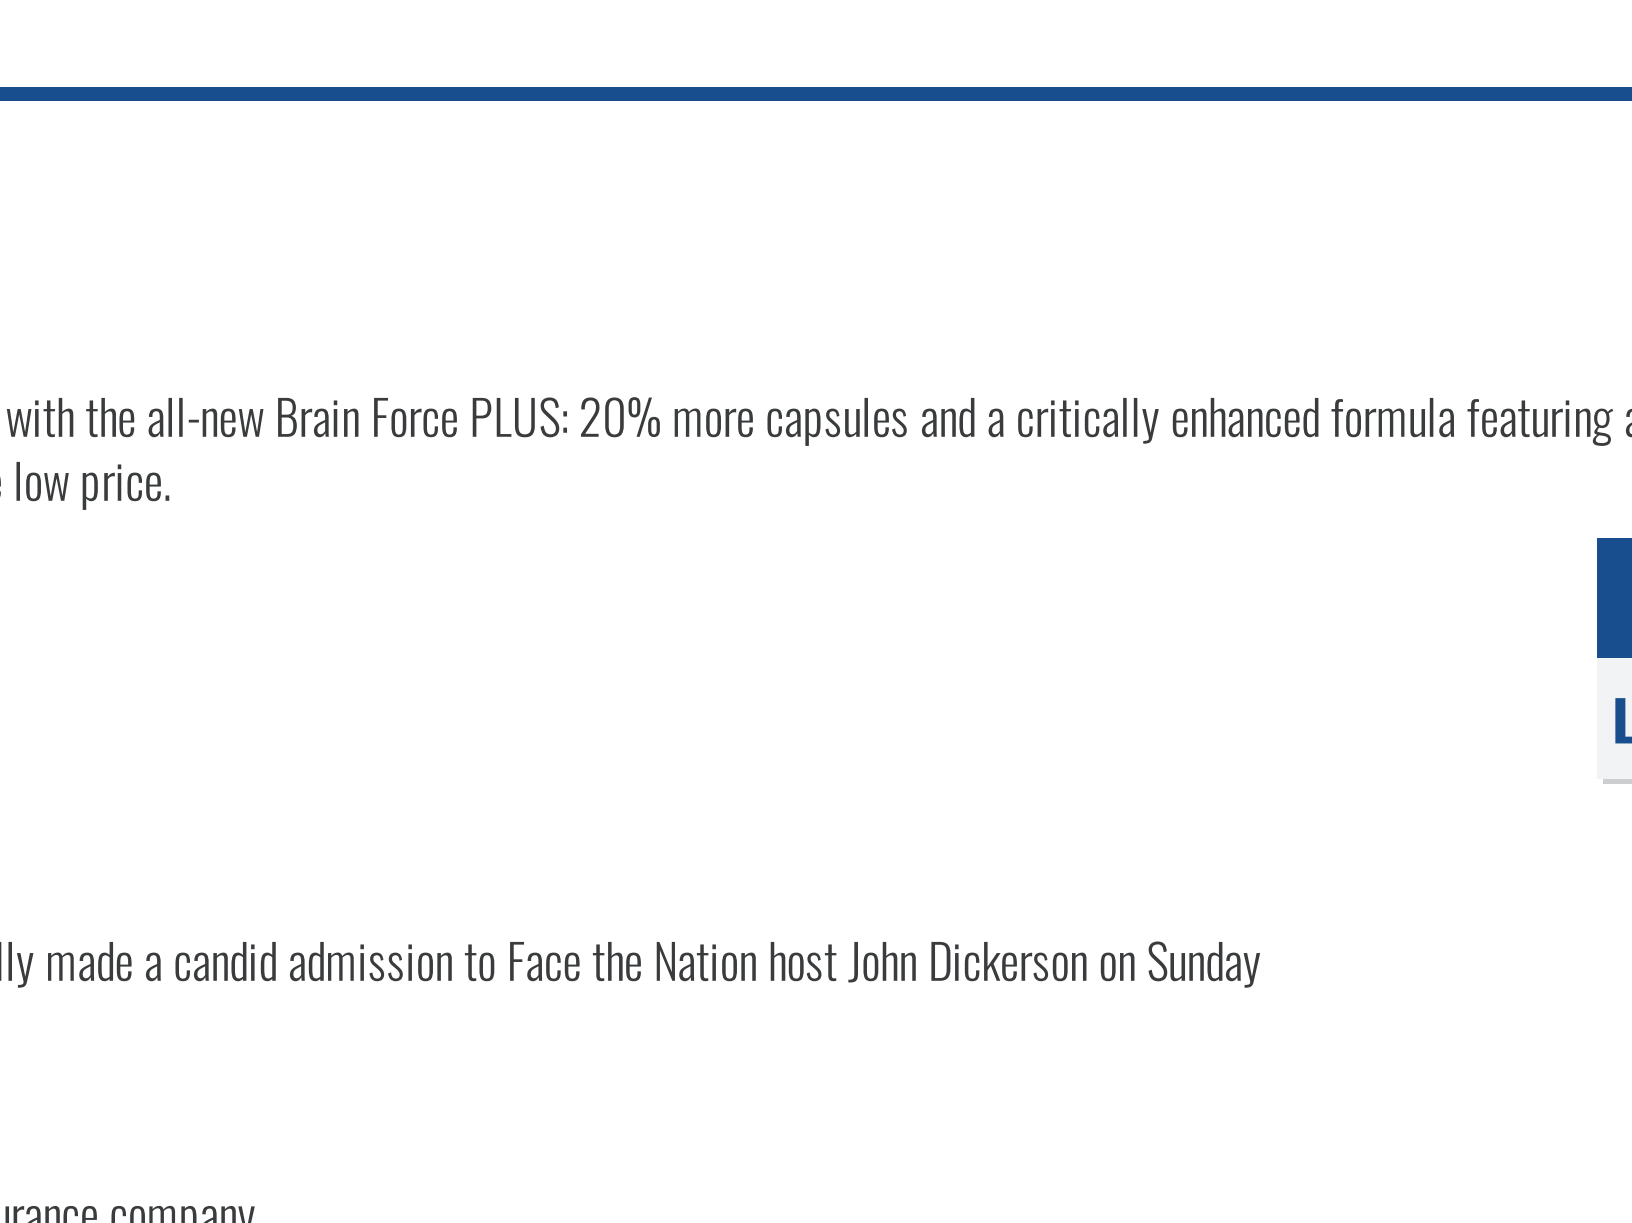 with the all-new Brain Force PLUS: 20% more capsules and a critically enhanced formula featuring
low price.
L
made a candid admission to Face the Nation host John Dickerson on Sunday
company